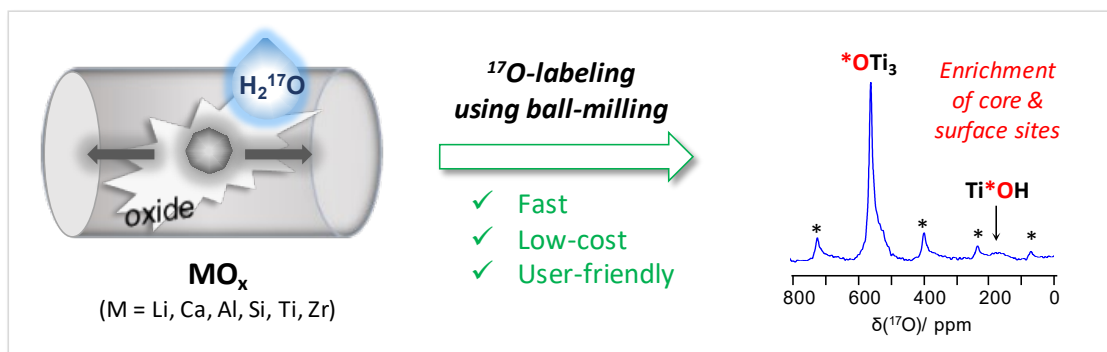 H₂¹⁷O
oxide
MOₓ
(M = Li, Ca, Al, Si, Ti, Zr)
¹⁷O-labeling
using ball-milling
✓ Fast
✓ Low-cost
✓ User-friendly
*OTi₃
Enrichment
of core &
surface sites
Ti*OH
* * * *
800 600 400 200 0
δ(¹⁷O)/ ppm